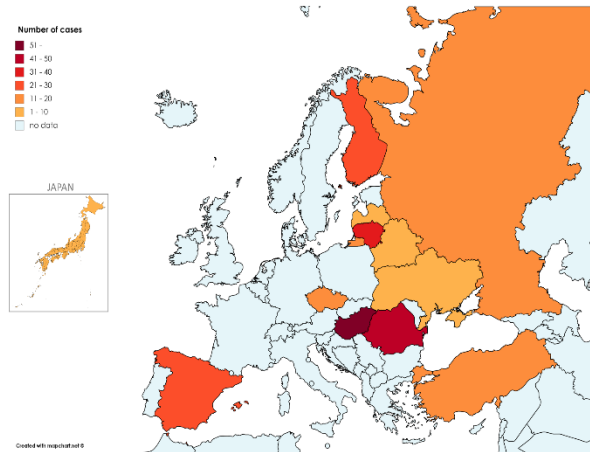 Number of cases
51 -
41 - 50
31 - 40
21 - 30
11 - 20
1 - 10
no data
JAPAN
Created with mapchart.net ©